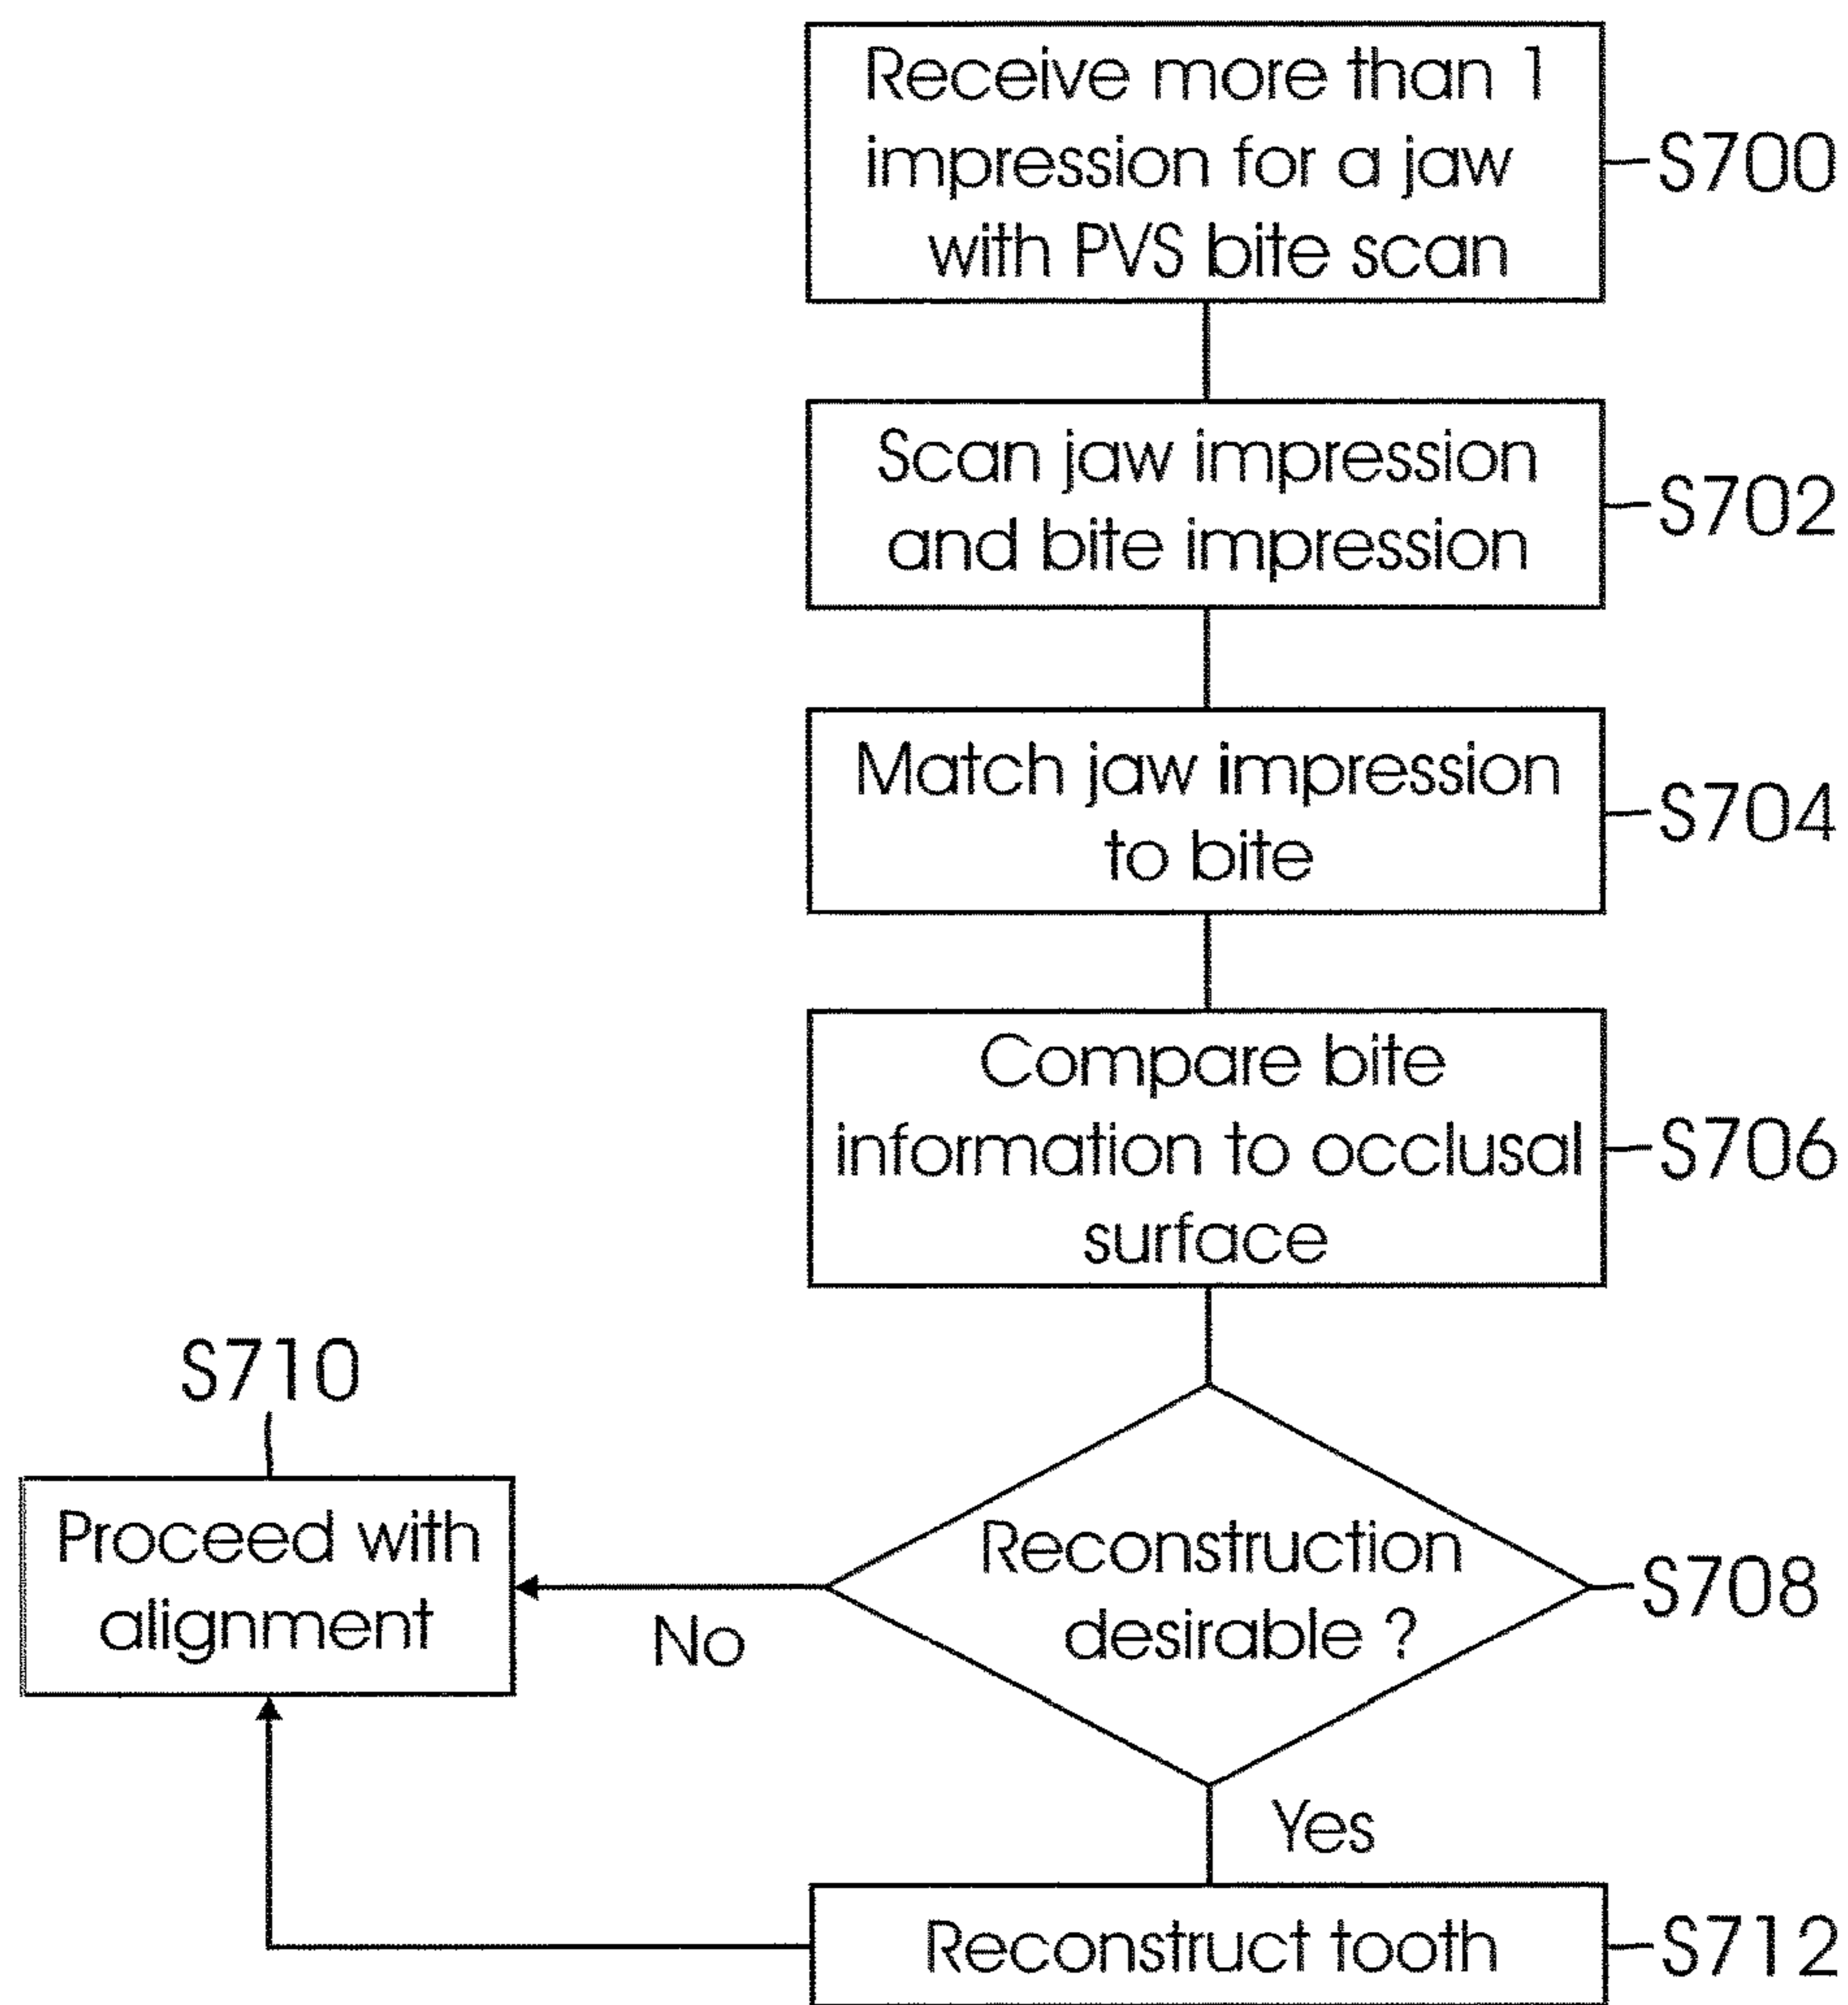 Receive more than 1
impression for a jaw
with PVS bite scan
S700
Scan jaw impression
and bite impression
S702
Match jaw impression
to bite
S704
Compare bite
information to occlusal
surface
S706
Reconstruction
desirable ?
S708
No
S710
Proceed with
alignment
Yes
Reconstruct tooth
S712